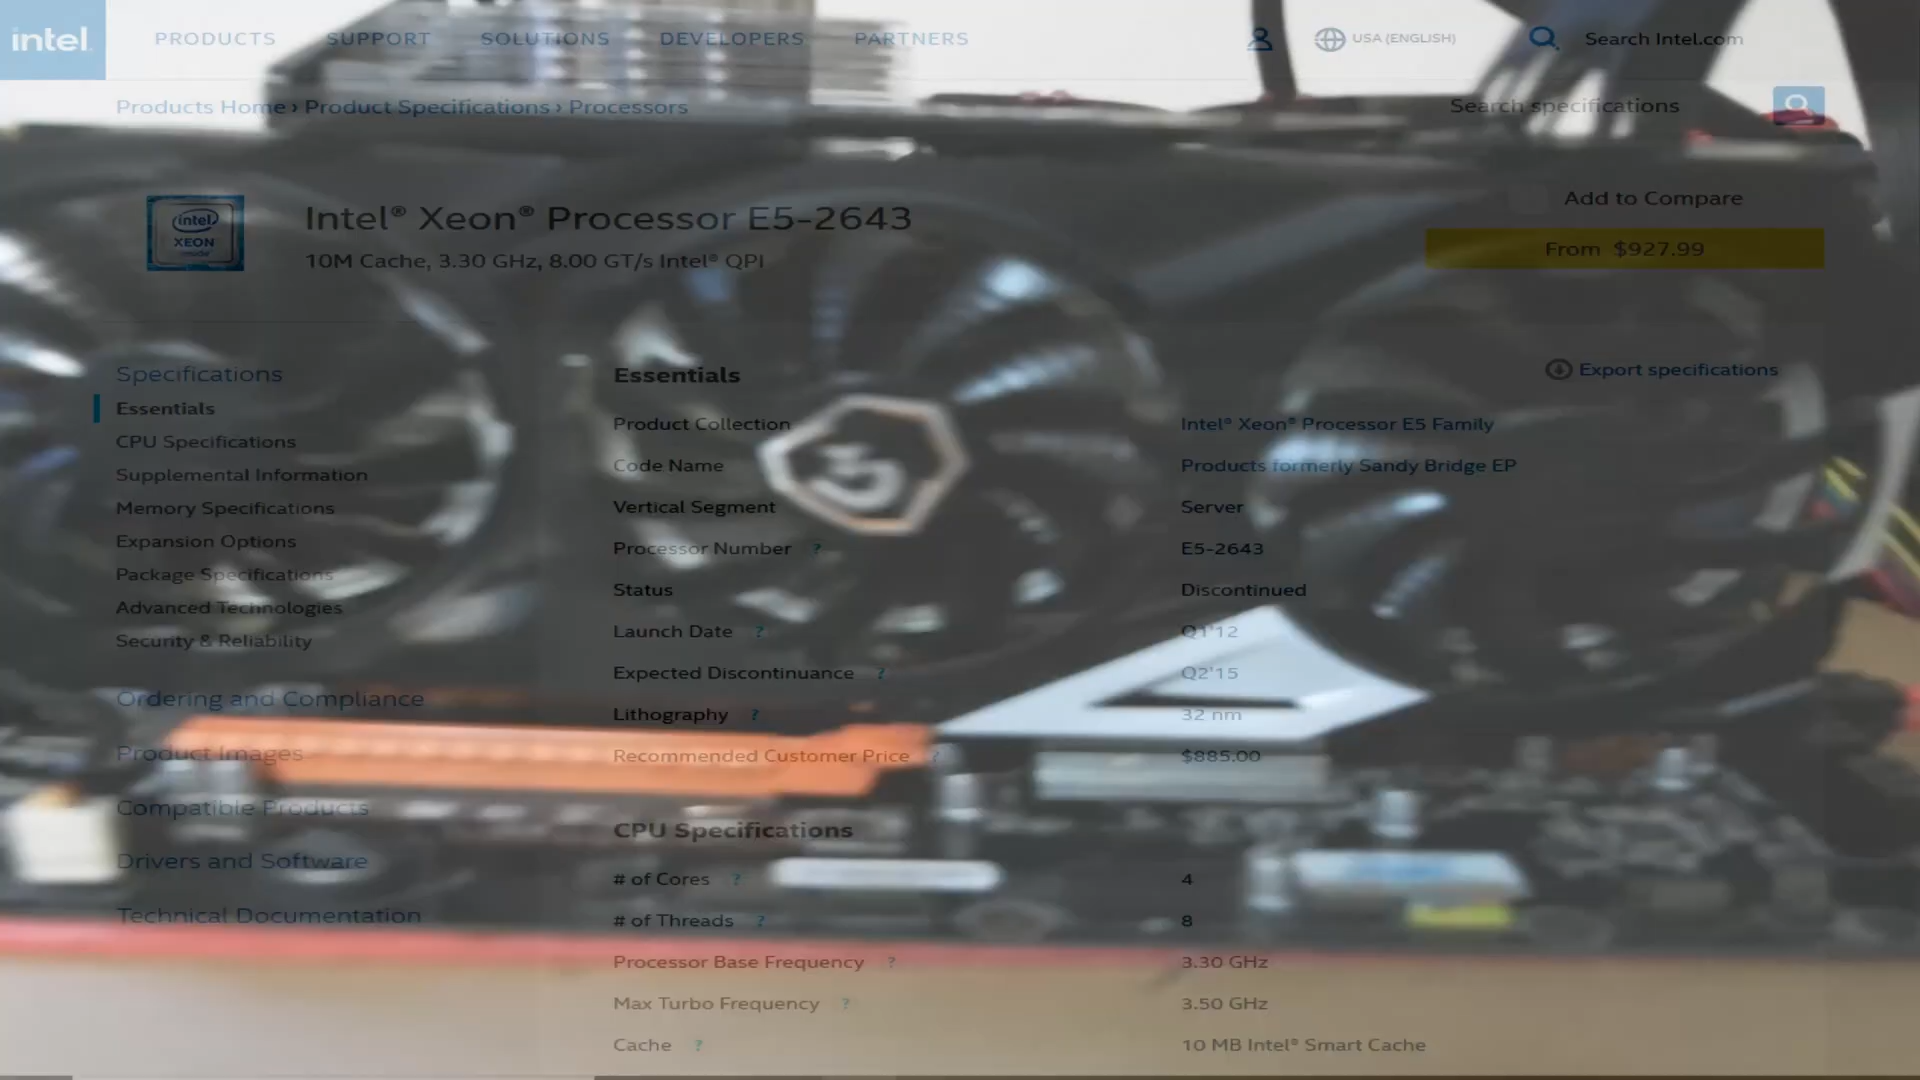 intel.
PRODUCTS SUPPORT SOLUTIONS DEVELOPERS PARTNERS USA (ENGLISH) Search Intel.com
Products Home › Product Specifications › Processors Search specifications
intel XEON inside
Intel® Xeon® Processor E5-2643
10M Cache, 3.30 GHz, 8.00 GT/s Intel® QPI
Add to Compare
From $927.99
Specifications
Essentials
CPU Specifications
Supplemental Information
Memory Specifications
Expansion Options
Package Specifications
Advanced Technologies
Security & Reliability
Ordering and Compliance
Product Images
Compatible Products
Drivers and Software
Technical Documentation
Essentials
Export specifications
Product Collection Intel® Xeon® Processor E5 Family
Code Name Products formerly Sandy Bridge EP
Vertical Segment Server
Processor Number ? E5-2643
Status Discontinued
Launch Date ? Q1'12
Expected Discontinuance ? Q2'15
Lithography ? 32 nm
Recommended Customer Price ? $885.00
CPU Specifications
# of Cores ? 4
# of Threads ? 8
Processor Base Frequency ? 3.30 GHz
Max Turbo Frequency ? 3.50 GHz
Cache ? 10 MB Intel® Smart Cache